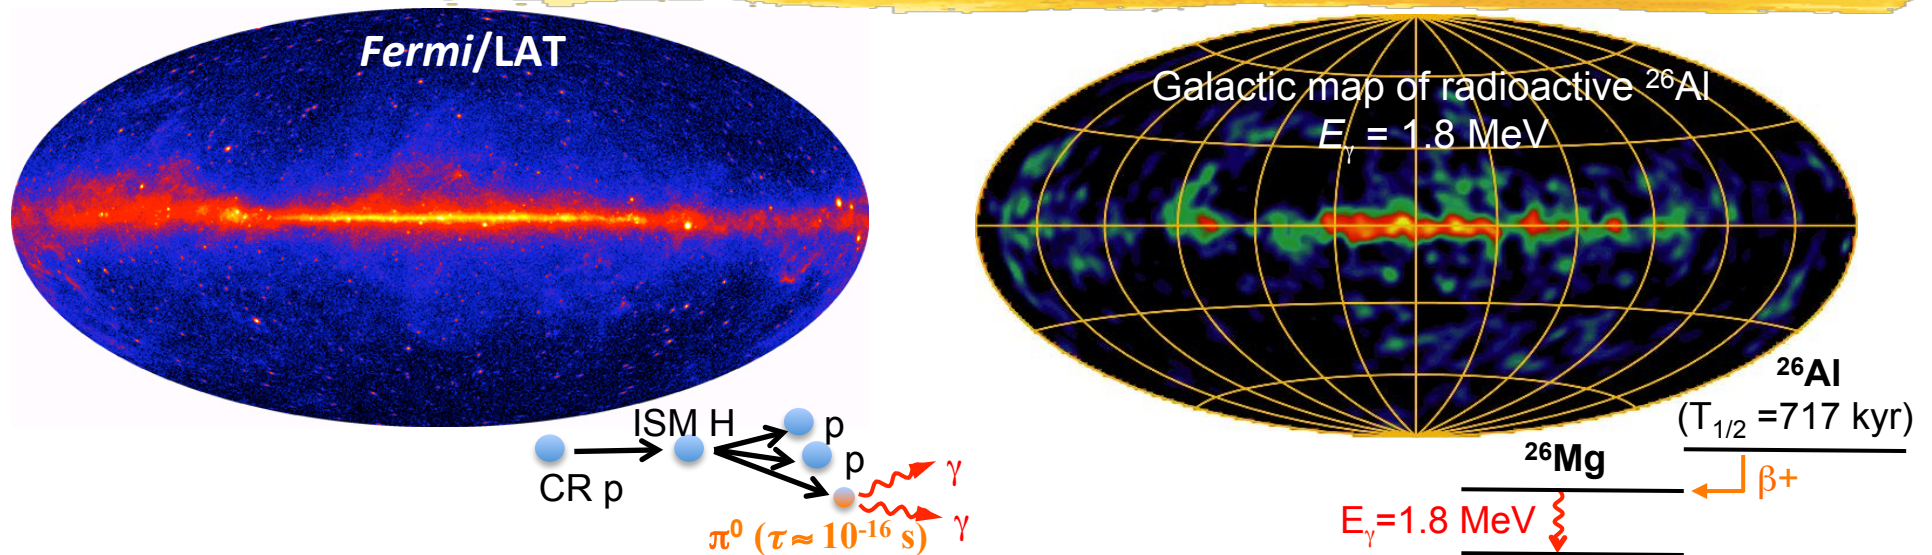 Fermi/LAT
Galactic map of radioactive ²⁶Al
Eᵧ = 1.8 MeV
ISM H
p
p
CR p
γ
γ
π⁰ (τ ≈ 10⁻¹⁶ s)
²⁶Al
(T₁/₂ =717 kyr)
²⁶Mg
β+
Eᵧ=1.8 MeV